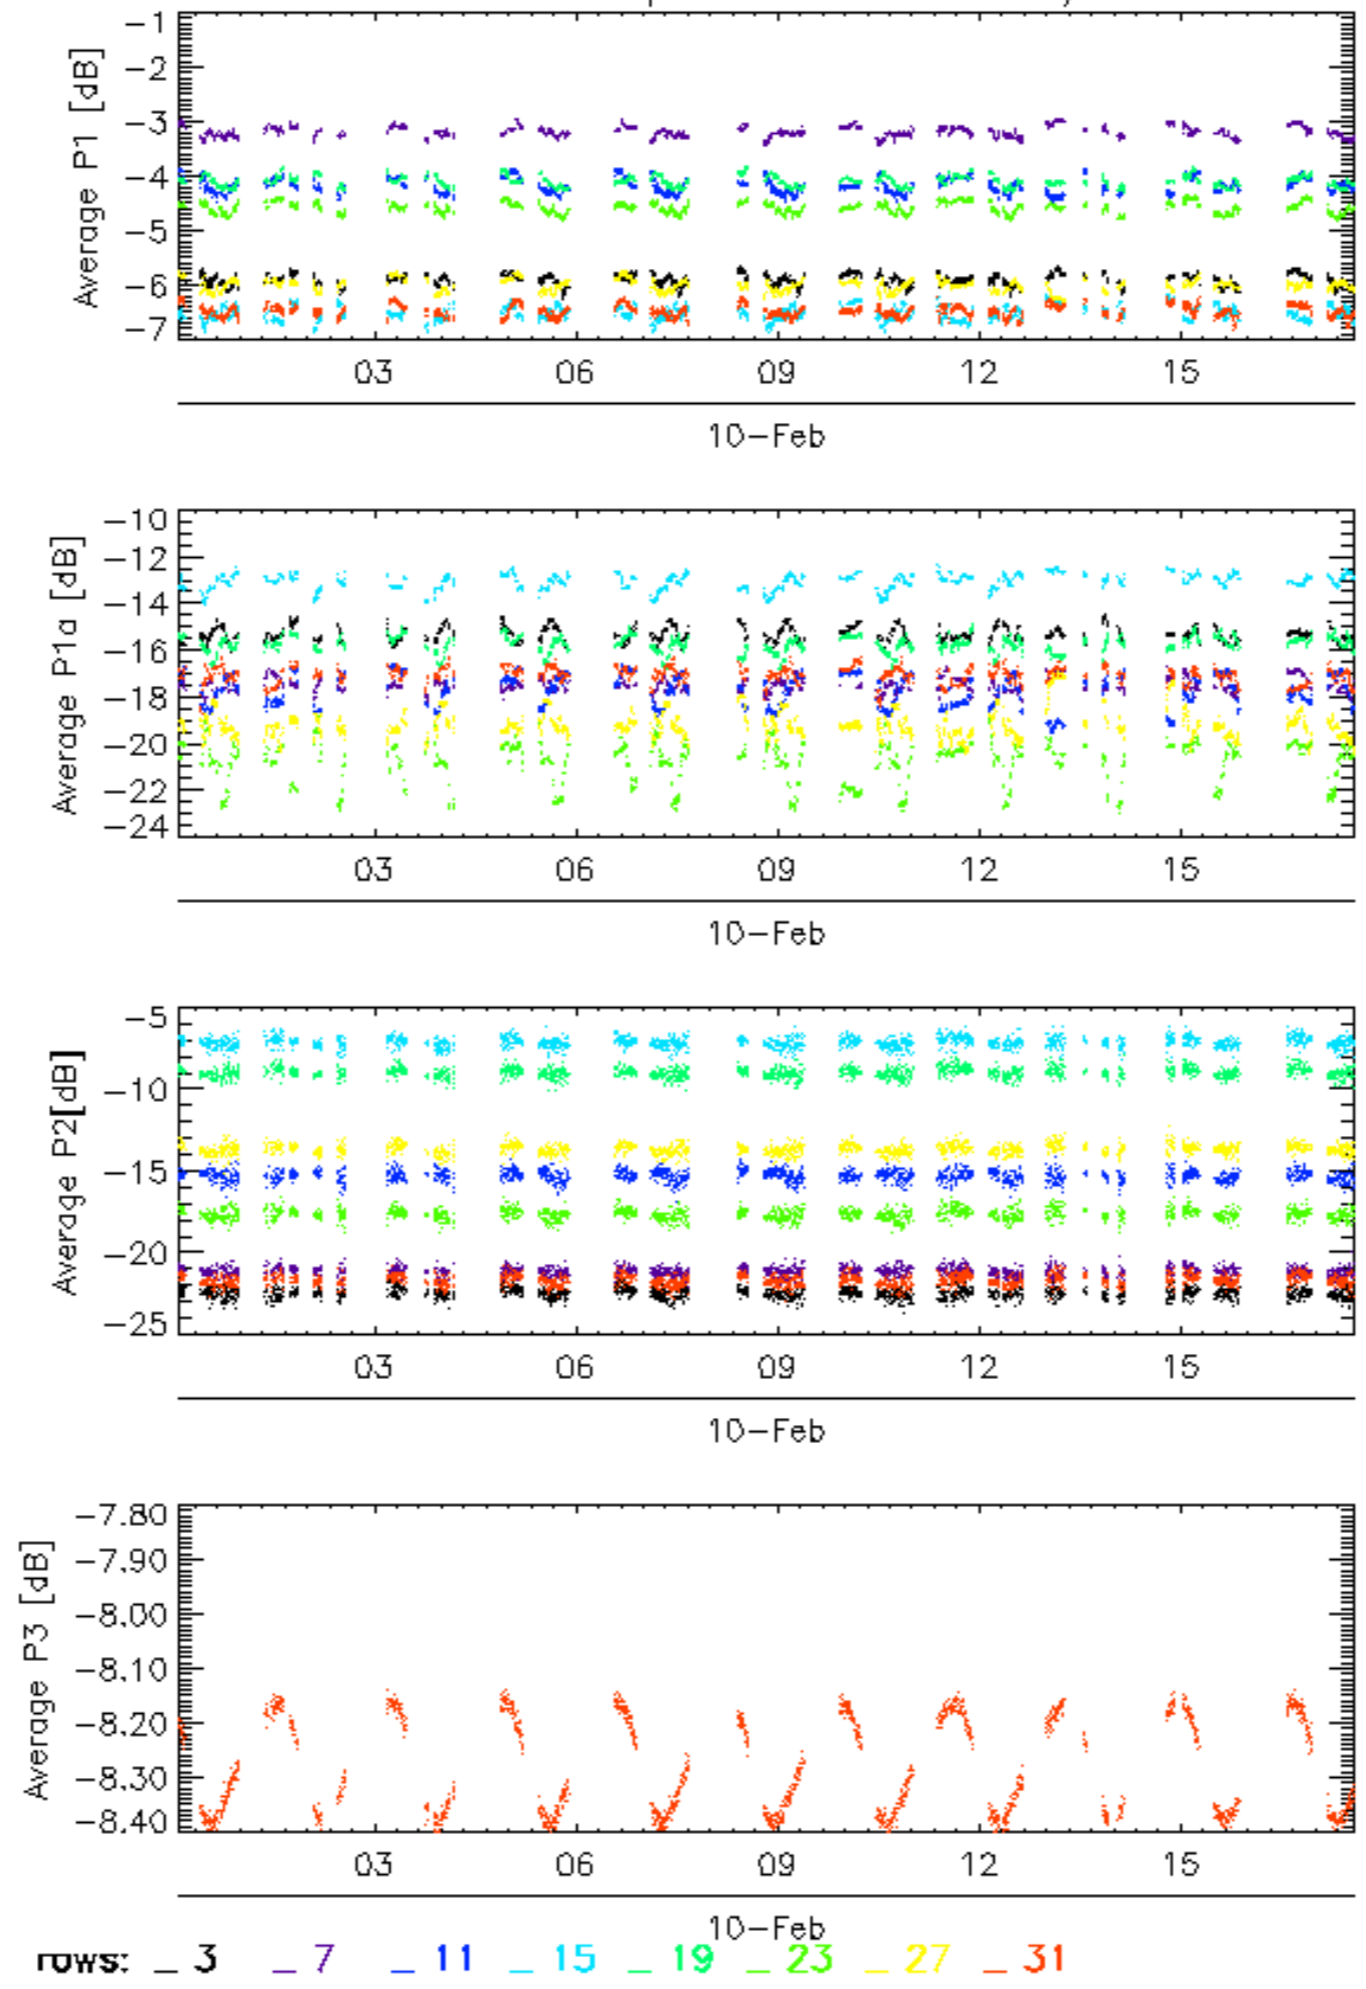 Average P1 [dB]
-1
-2
-3
-4
-5
-6
-7
03 06 09 12 15
10-Feb
Average P1a [dB]
-10
-12
-14
-16
-18
-20
-22
-24
03 06 09 12 15
10-Feb
Average P2[dB]
-5
-10
-15
-20
-25
03 06 09 12 15
10-Feb
Average P3 [dB]
-7.80
-7.90
-8.00
-8.10
-8.20
-8.30
-8.40
03 06 09 12 15
10-Feb
rows: _ 3 _ 7 _ 11 _ 15 _ 19 _ 23 _ 27 _ 31